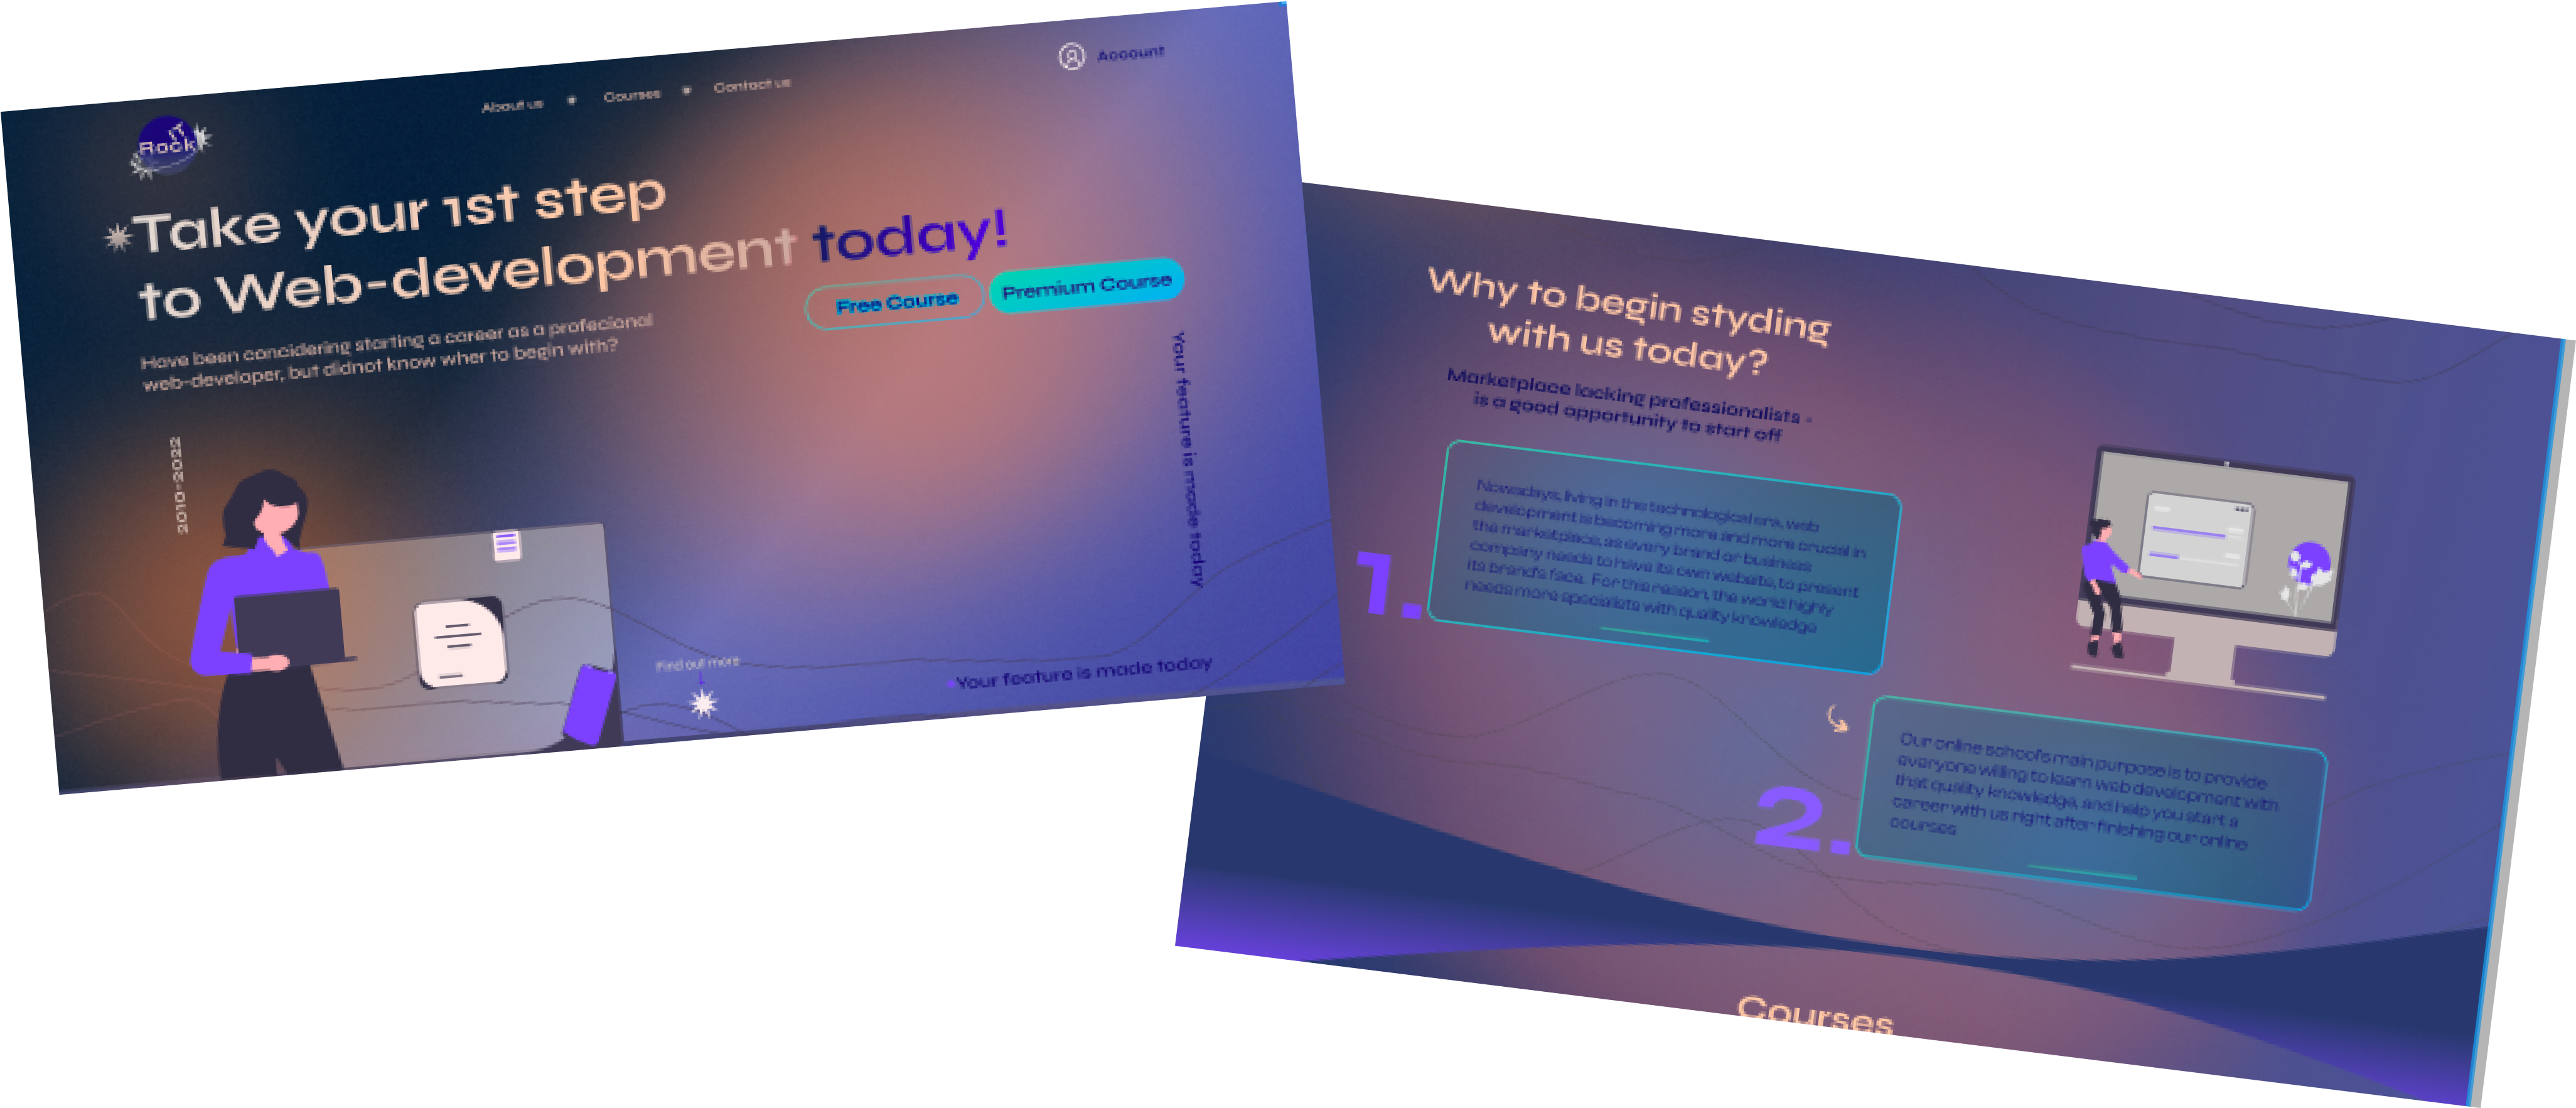 About us
Courses
Contact us
Account
Rock
IT
Take your 1st step
to Web-development today!
Free Course
Premium Course
Have been concidering starting a career as a profecional
web-developer, but didnot know wher to begin with?
2010-2022
Your feature is made today
Find out more
Your feature is made today
Why to begin styding
with us today?
Marketplace lacking professionalists -
is a good opportunity to start off
1.
Nowadays, living in the technological era, web
development is becoming more and more crucial in
the marketplace, as every brand or business
company needs to have its own website, to present
its brand's face. For this reason, the world highly
needs more specialists with quality knowledge
2.
Our online school's main purpose is to provide
everyone willing to learn web development with
that quality knowledge, and help you start a
career with us right after finishing our online
courses
Courses